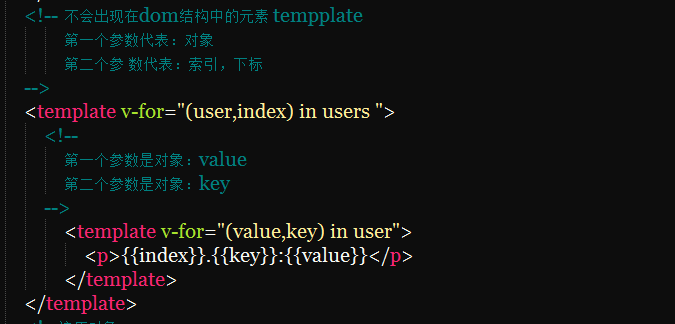 <!-- 不会出现在dom结构中的元素 tempplate
第一个参数代表：对象
第二个参 数代表：索引，下标
-->
<template v-for="(user,index) in users ">
<!--
第一个参数是对象：value
第二个参数是对象：key
-->
<template v-for="(value,key) in user">
<p>{{index}}.{{key}}:{{value}}</p>
</template>
</template>